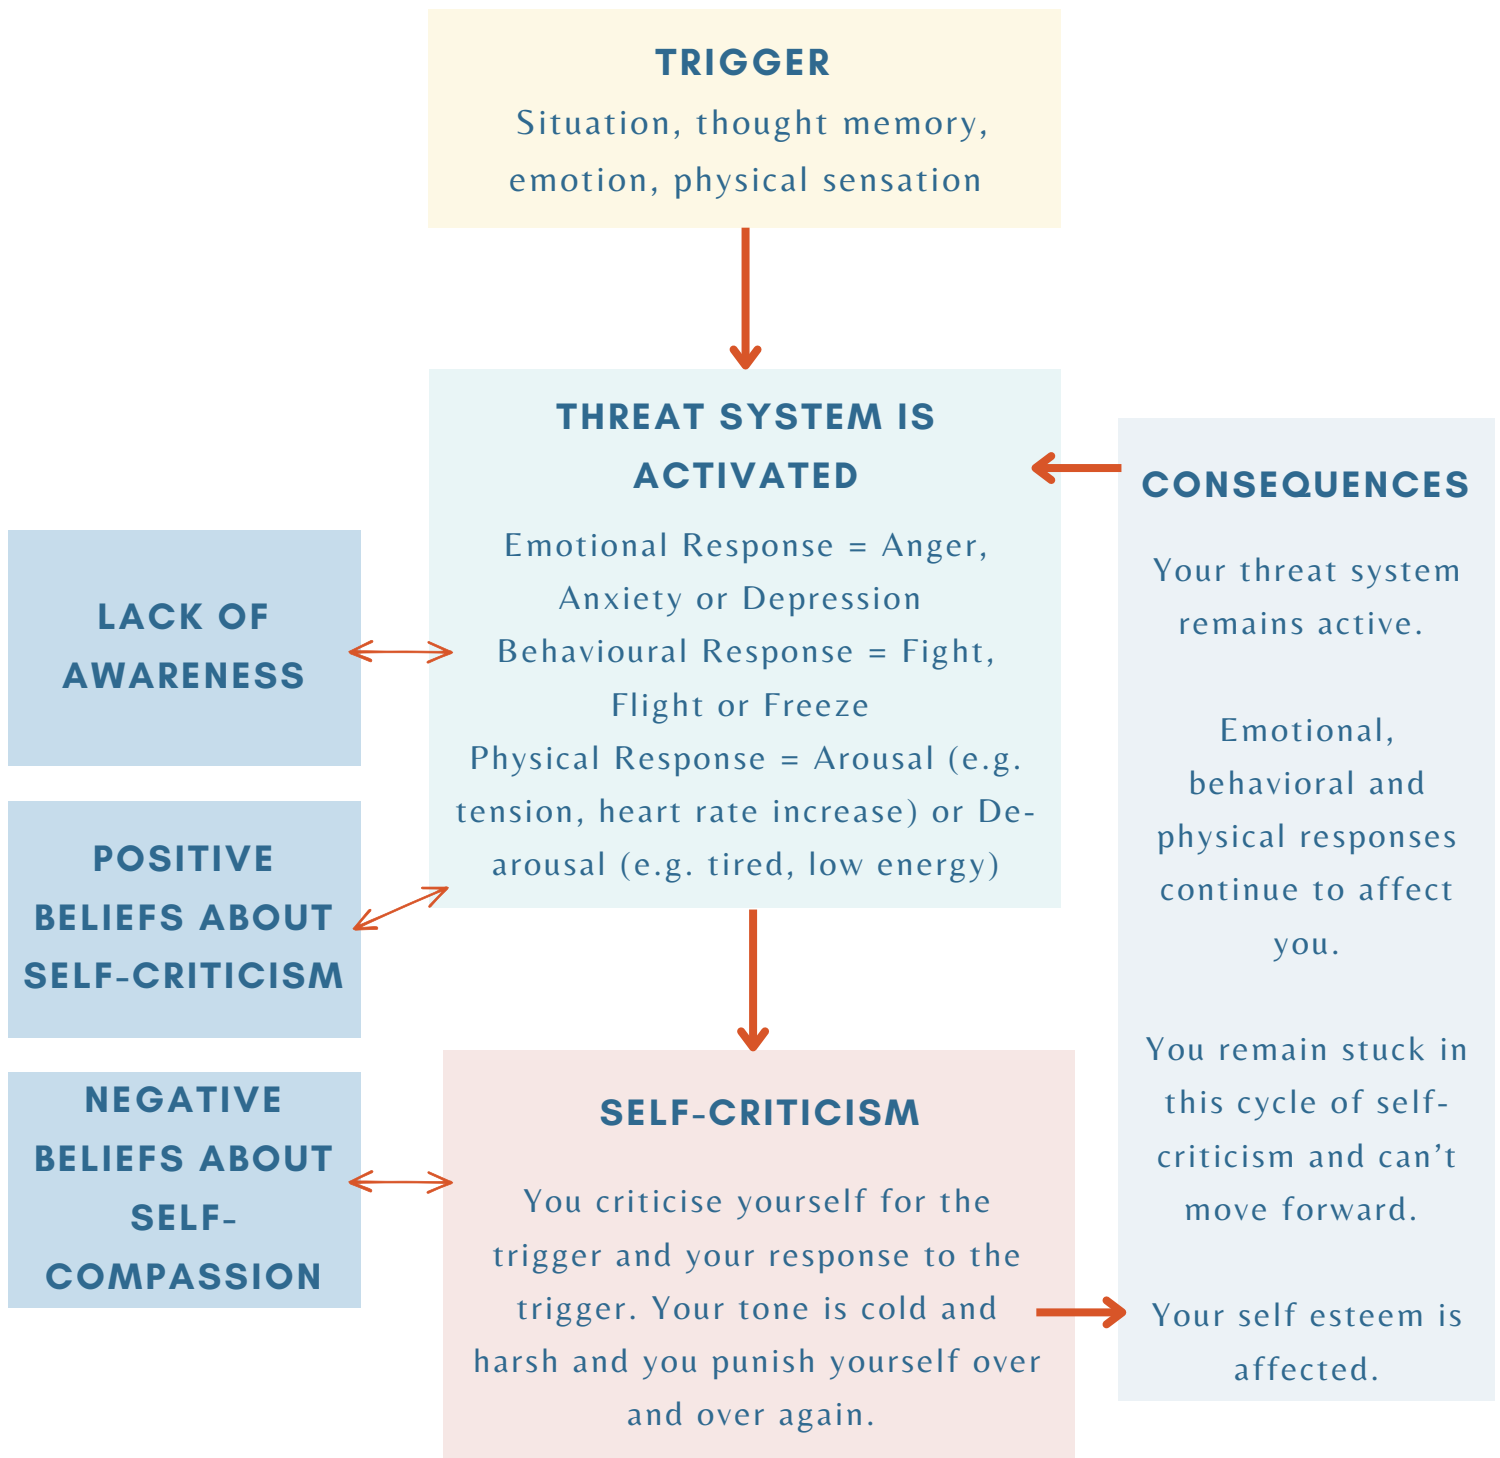 TRIGGER
Situation, thought memory,
emotion, physical sensation
THREAT SYSTEM IS
ACTIVATED
Emotional Response = Anger,
Anxiety or Depression
Behavioural Response = Fight,
Flight or Freeze
Physical Response = Arousal (e.g.
tension, heart rate increase) or De-
arousal (e.g. tired, low energy)
LACK OF
AWARENESS
POSITIVE
BELIEFS ABOUT
SELF-CRITICISM
NEGATIVE
BELIEFS ABOUT
SELF-
COMPASSION
SELF-CRITICISM
You criticise yourself for the
trigger and your response to the
trigger. Your tone is cold and
harsh and you punish yourself over
and over again.
CONSEQUENCES
Your threat system
remains active.
Emotional,
behavioral and
physical responses
continue to affect
you.
You remain stuck in
this cycle of self-
criticism and can't
move forward.
Your self esteem is
affected.